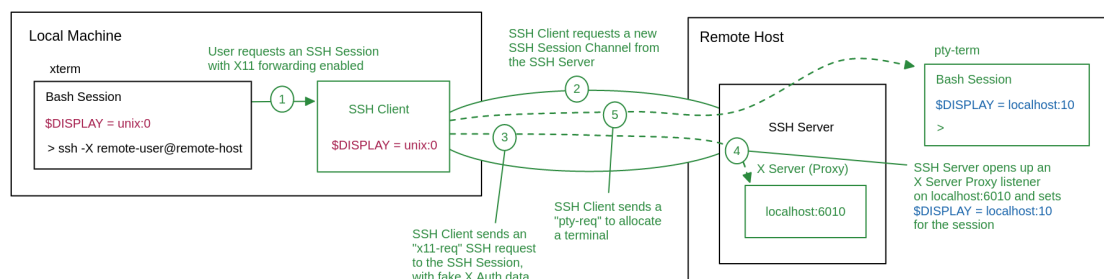 Local Machine
xterm
Bash Session
$DISPLAY = unix:0
> ssh -X remote-user@remote-host
User requests an SSH Session
with X11 forwarding enabled
1
SSH Client
$DISPLAY = unix:0
SSH Client requests a new
SSH Session Channel from
the SSH Server
2
5
3
SSH Client sends an
"x11-req" SSH request
to the SSH Session,
with fake X Auth data
SSH Client sends a
"pty-req" to allocate
a terminal
Remote Host
SSH Server
4
X Server (Proxy)
localhost:6010
pty-term
Bash Session
$DISPLAY = localhost:10
>
SSH Server opens up an
X Server Proxy listener
on localhost:6010 and sets
$DISPLAY = localhost:10
for the session